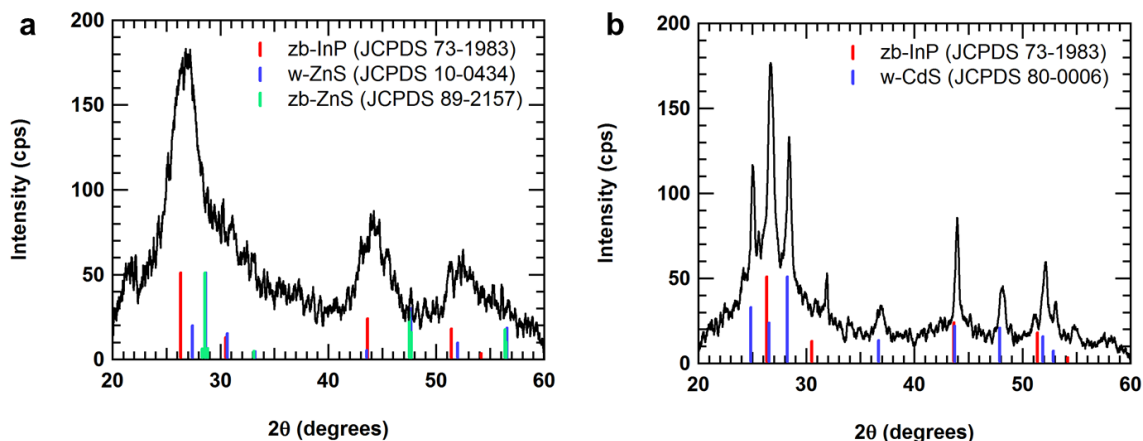 a
200
150
100
50
0
Intensity (cps)
zb-InP (JCPDS 73-1983)
w-ZnS (JCPDS 10-0434)
zb-ZnS (JCPDS 89-2157)
20 30 40 50 60
2θ (degrees)
b
200
150
100
50
0
Intensity (cps)
zb-InP (JCPDS 73-1983)
w-CdS (JCPDS 80-0006)
20 30 40 50 60
2θ (degrees)